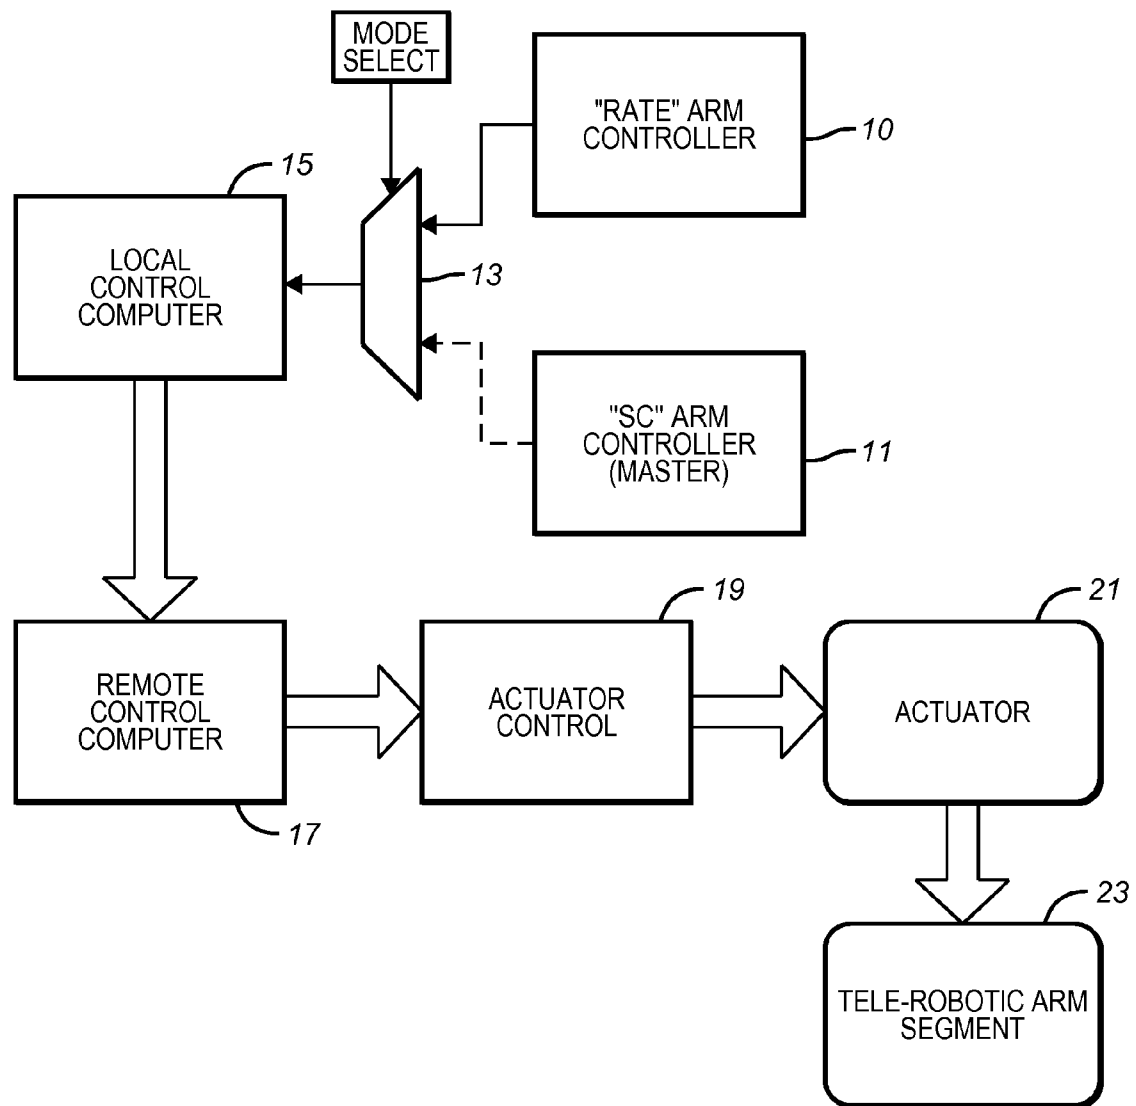 MODE
SELECT
"RATE" ARM
CONTROLLER
10
15
LOCAL
CONTROL
COMPUTER
13
"SC" ARM
CONTROLLER
(MASTER)
11
19
21
REMOTE
CONTROL
COMPUTER
17
ACTUATOR
CONTROL
ACTUATOR
23
TELE-ROBOTIC ARM
SEGMENT